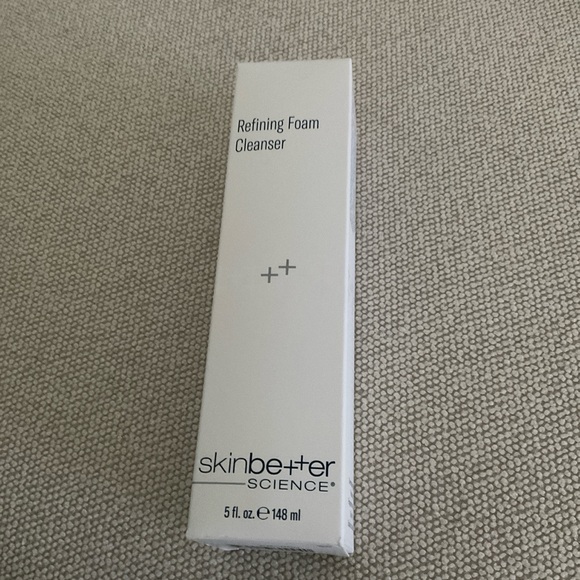 Refining Foam
Cleanser
++
skinbetter
SCIENCE®
5 fl. oz. ℮ 148 ml